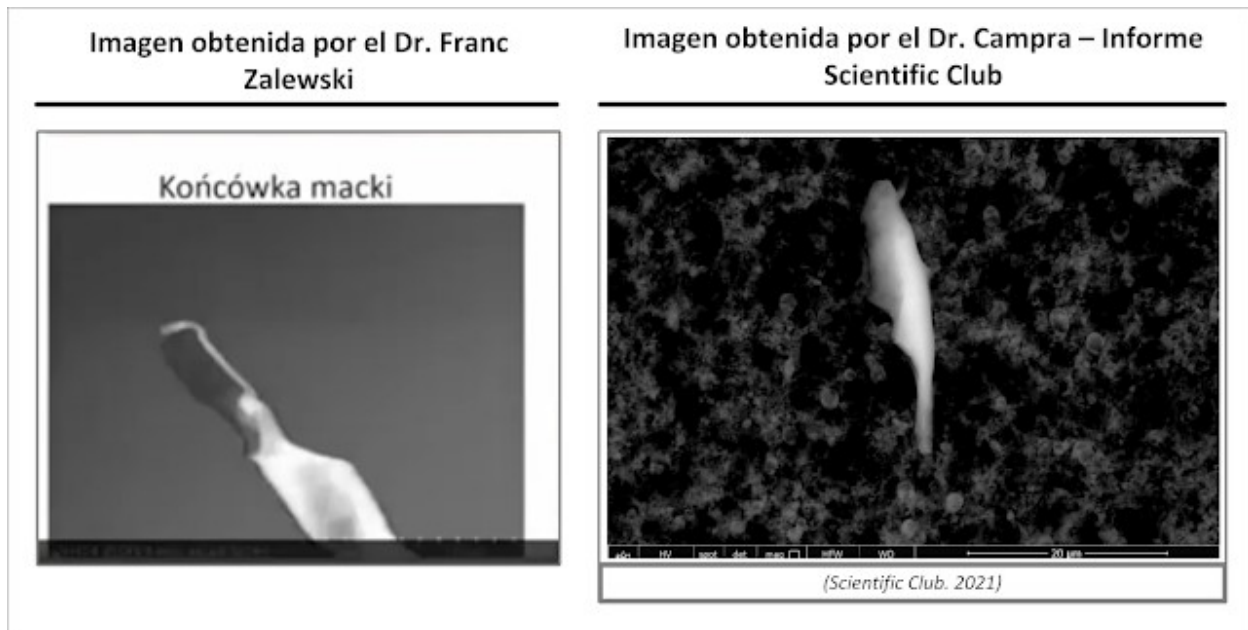 Imagen obtenida por el Dr. Franc
Zalewski
Imagen obtenida por el Dr. Campra – Informe
Scientific Club
Końcówka macki
HV spot det mag HFW WD 20 µm
(Scientific Club. 2021)